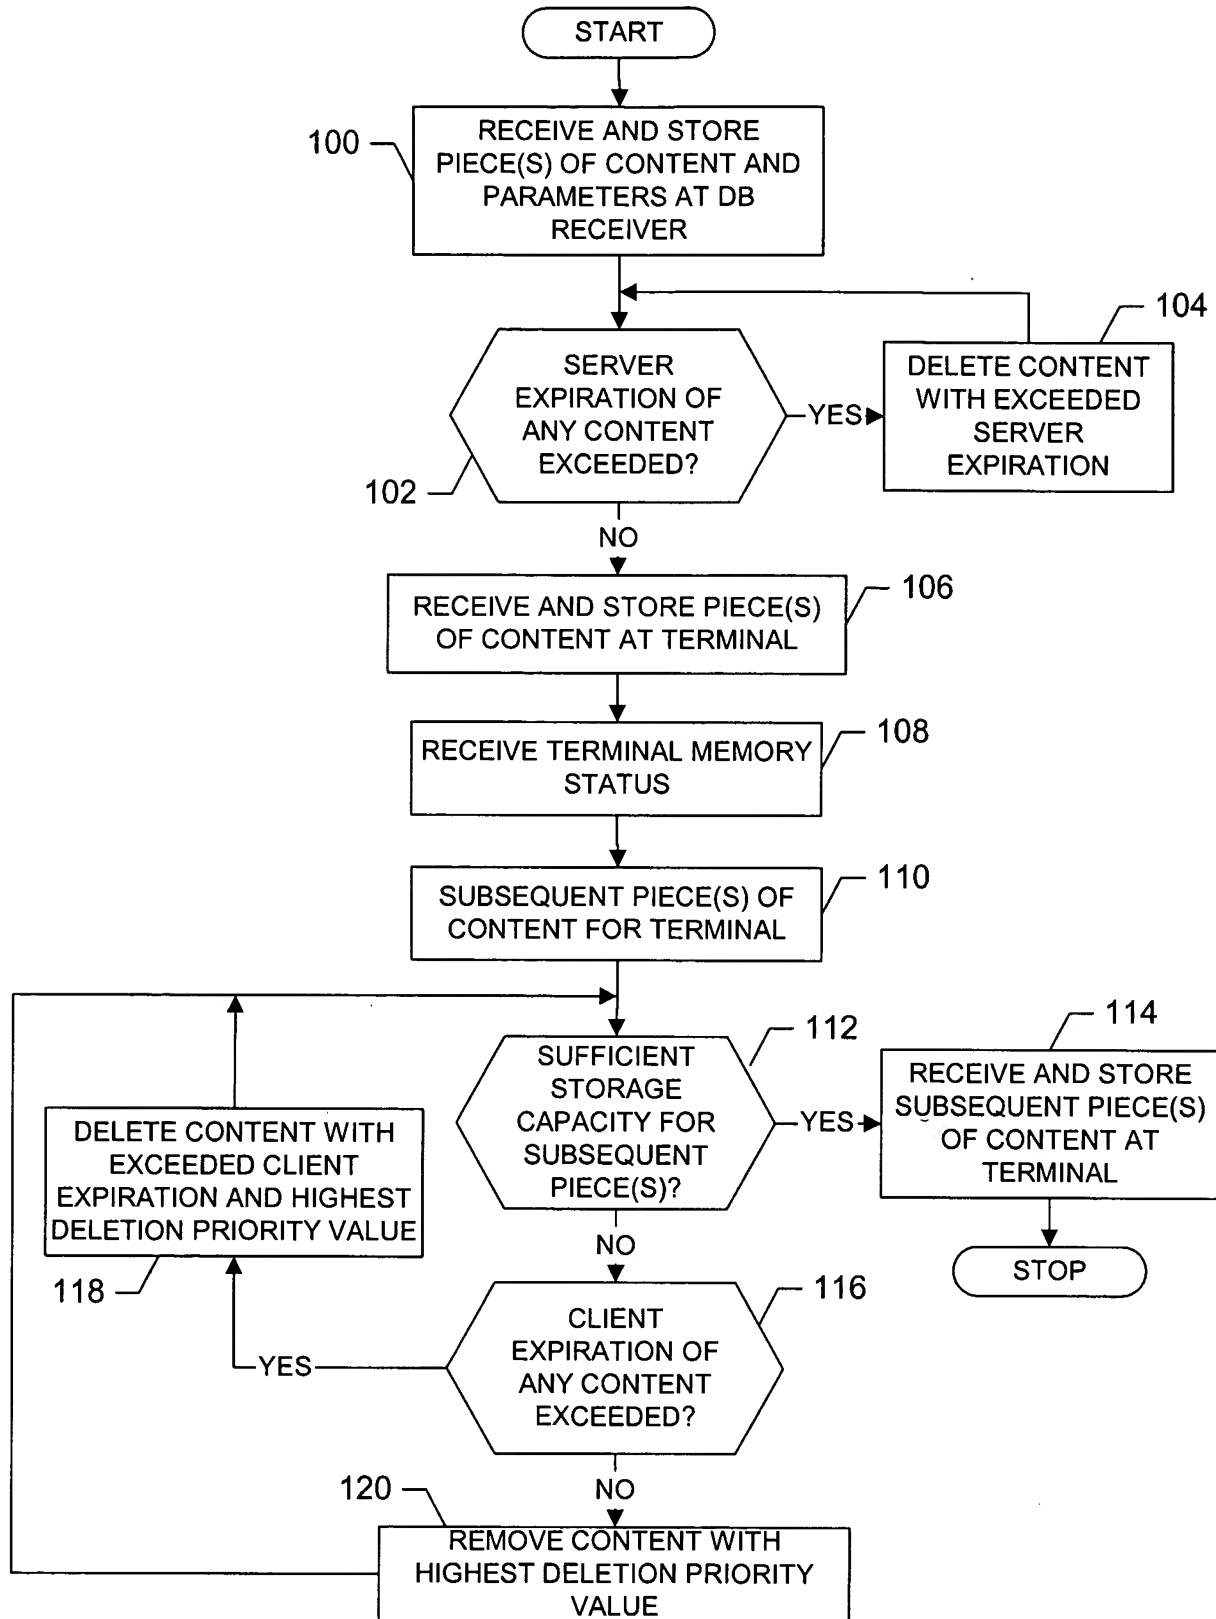 START
RECEIVE AND STORE
PIECE(S) OF CONTENT AND
PARAMETERS AT DB
RECEIVER
100
SERVER
EXPIRATION OF
ANY CONTENT
EXCEEDED?
102
YES
104
DELETE CONTENT
WITH EXCEEDED
SERVER
EXPIRATION
NO
106
RECEIVE AND STORE PIECE(S)
OF CONTENT AT TERMINAL
108
RECEIVE TERMINAL MEMORY
STATUS
110
SUBSEQUENT PIECE(S) OF
CONTENT FOR TERMINAL
112
SUFFICIENT
STORAGE
CAPACITY FOR
SUBSEQUENT
PIECE(S)?
YES
114
RECEIVE AND STORE
SUBSEQUENT PIECE(S)
OF CONTENT AT
TERMINAL
STOP
NO
116
CLIENT
EXPIRATION OF
ANY CONTENT
EXCEEDED?
YES
DELETE CONTENT WITH
EXCEEDED CLIENT
EXPIRATION AND HIGHEST
DELETION PRIORITY VALUE
118
NO
120
REMOVE CONTENT WITH
HIGHEST DELETION PRIORITY
VALUE